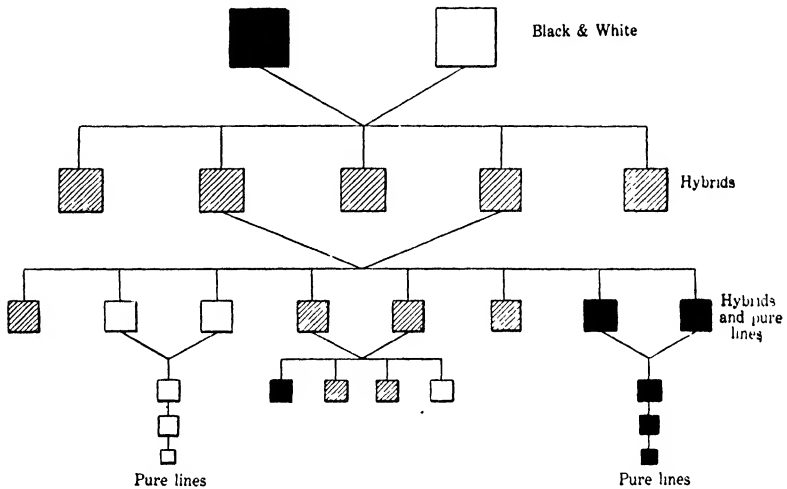 Black & White
Hybrids
Hybrids
and pure
lines
Pure lines
Pure lines